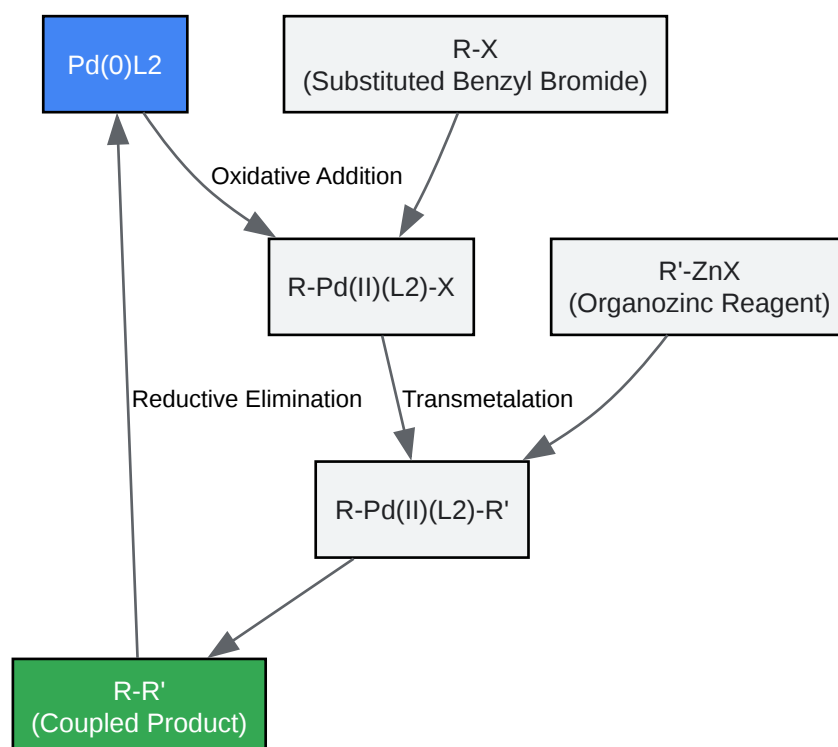 Pd(0)L2
R-X
(Substituted Benzyl Bromide)
Oxidative Addition
R-Pd(II)(L2)-X
R'-ZnX
(Organozinc Reagent)
Reductive Elimination
Transmetalation
R-Pd(II)(L2)-R'
R-R'
(Coupled Product)